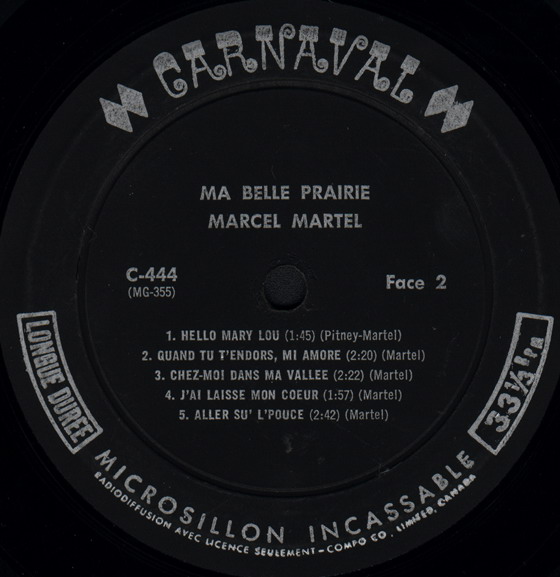 CARNAVAL
MA BELLE PRAIRIE
MARCEL MARTEL
C-444
(MG-355)
Face 2
1. HELLO MARY LOU (1:45) (Pitney-Martel)
2. QUAND TU T'ENDORS, MI AMORE (2:20) (Martel)
3. CHEZ-MOI DANS MA VALLEE (2:22) (Martel)
4. J'AI LAISSE MON COEUR (1:57) (Martel)
5. ALLER SU' L'POUCE (2:42) (Martel)
LONGUE DUREE
33⅓ RPM
MICROSILLON INCASSABLE
RADIODIFFUSION AVEC LICENCE SEULEMENT - COMPO CO. LIMITED, CANADA